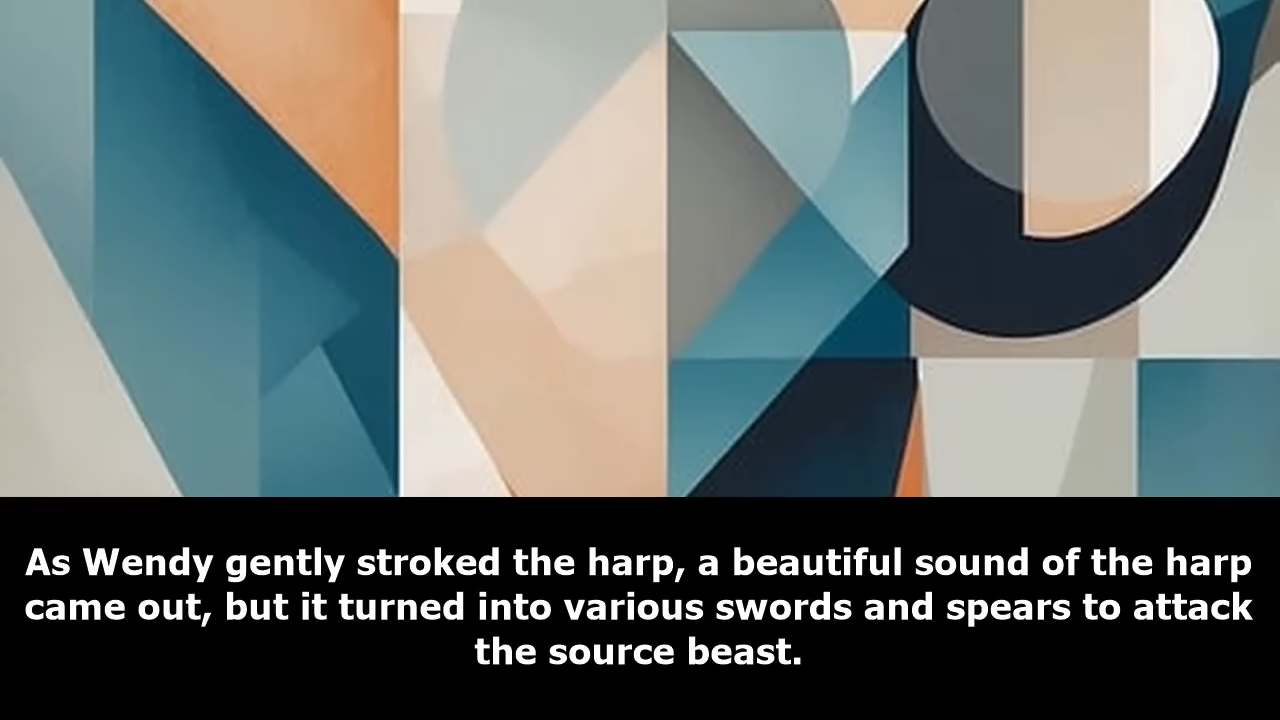 As Wendy gently stroked the harp, a beautiful sound of the harp
came out, but it turned into various swords and spears to attack
the source beast.